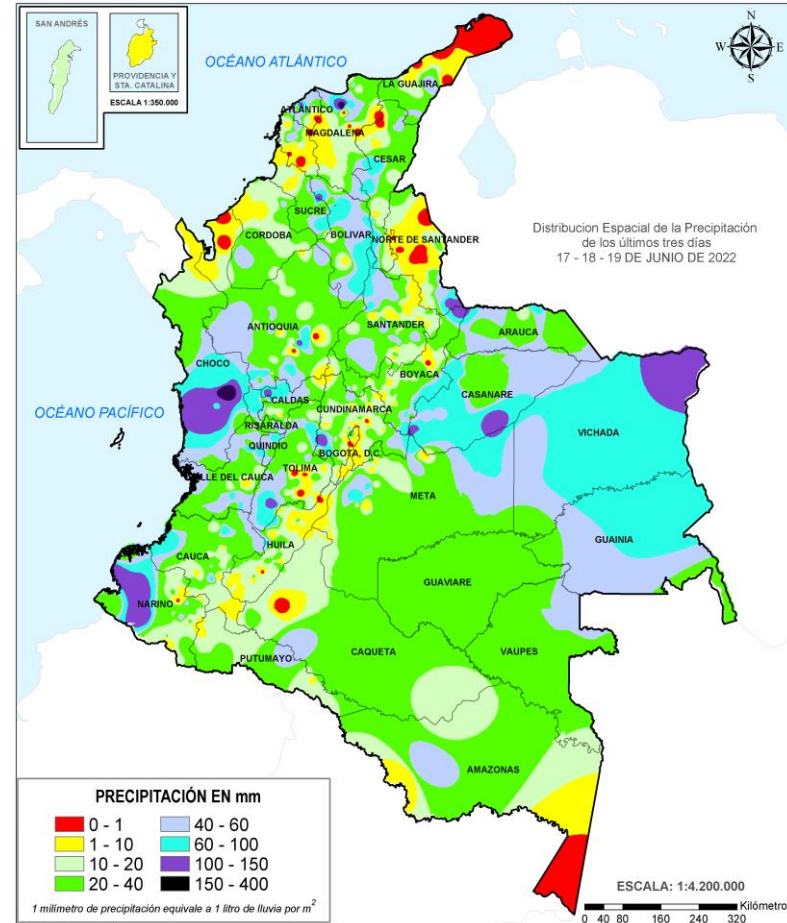 SAN ANDRÉS
PROVIDENCIA Y
STA. CATALINA
ESCALA 1:350.000
OCÉANO ATLÁNTICO
N
W
E
S
LA GUAJIRA
ATLÁNTICO
MAGDALENA
CESAR
SUCRE
BOLIVAR
CORDOBA
NORTE DE SANTANDER
Distribucion Espacial de la Precipitación
de los últimos tres días
17 - 18 - 19 DE JUNIO DE 2022
ANTIOQUIA
SANTANDER
ARAUCA
CHOCO
BOYACA
CASANARE
OCÉANO PACÍFICO
CALDAS
CUNDINAMARCA
RISARALDA
VICHADA
QUINDIO
BOGOTA, D.C.
TOLIMA
VALLE DEL CAUCA
META
GUAINIA
HUILA
CAUCA
GUAVIARE
NARIÑO
CAQUETA
VAUPES
PUTUMAYO
AMAZONAS
PRECIPITACIÓN EN mm
0 - 1
40 - 60
1 - 10
60 - 100
10 - 20
100 - 150
20 - 40
150 - 400
1 milímetro de precipitación equivale a 1 litro de lluvia por m²
ESCALA: 1:4.200.000
Kilómetro
0 40 80 160 240 320